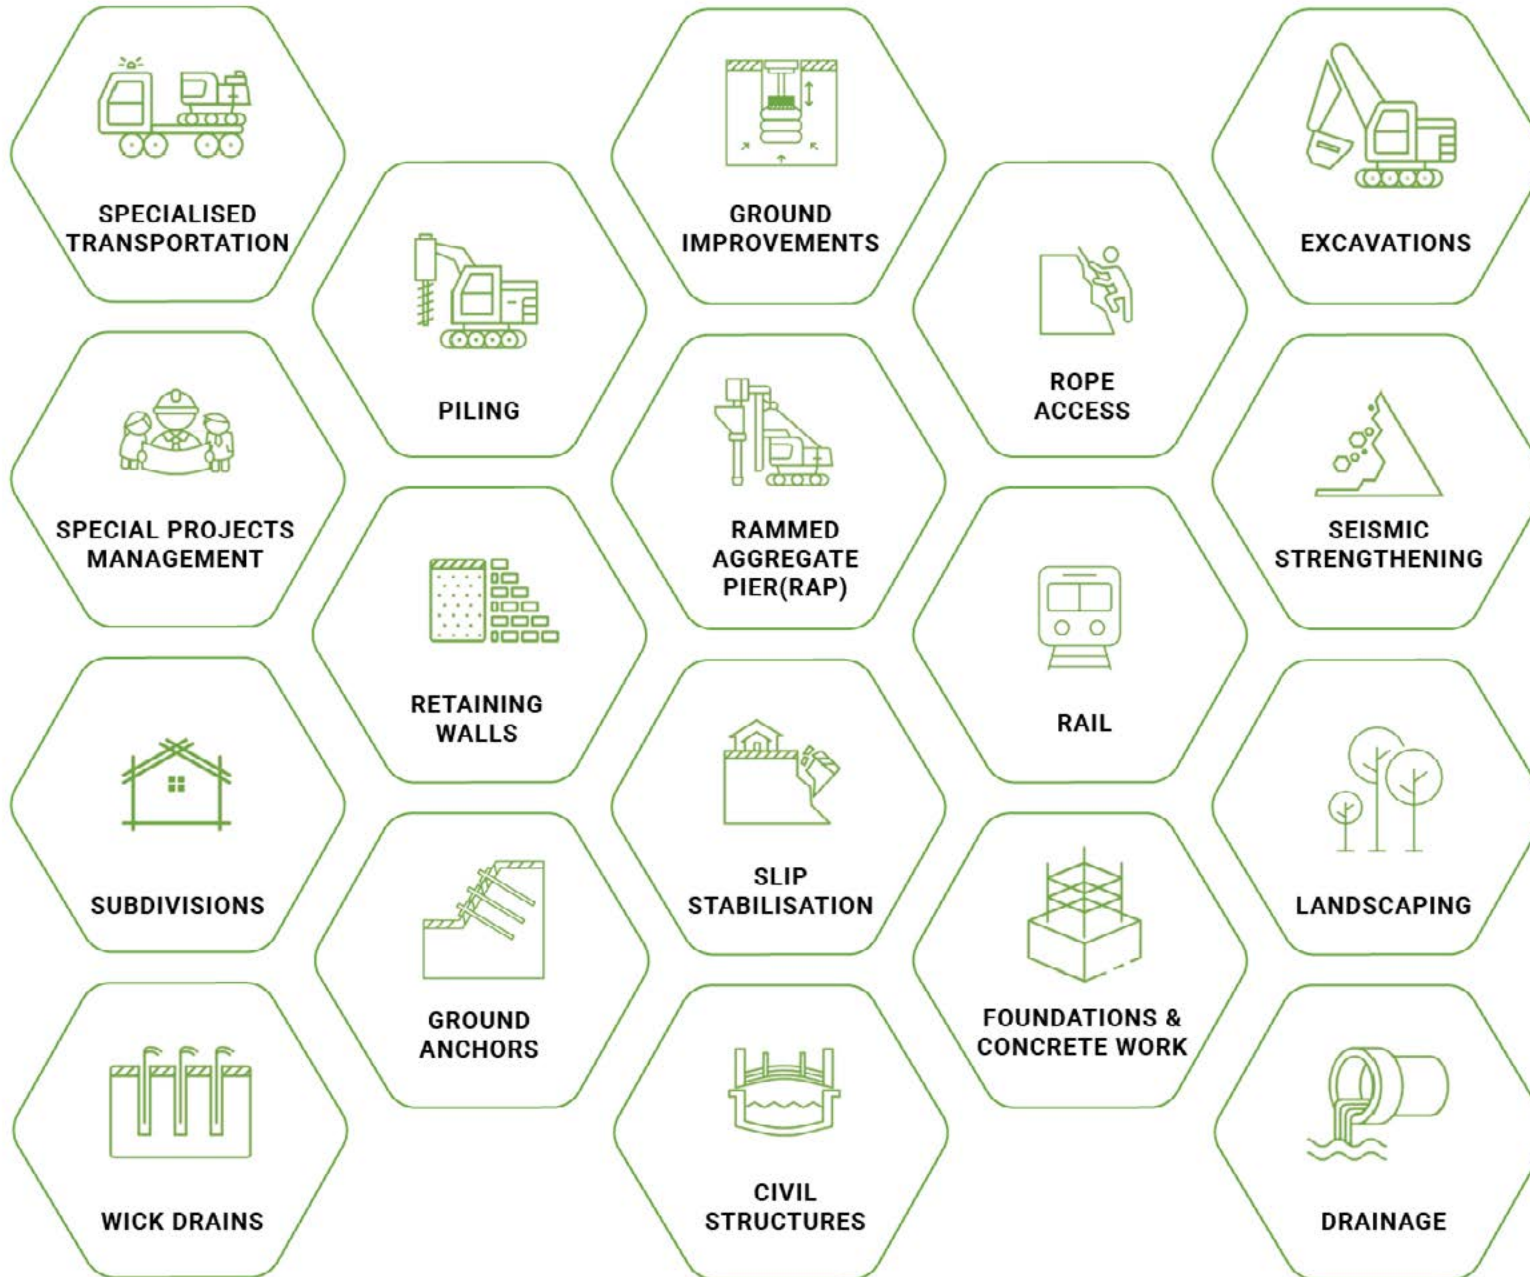 SPECIALISED
TRANSPORTATION
GROUND
IMPROVEMENTS
EXCAVATIONS
PILING
ROPE
ACCESS
SPECIAL PROJECTS
MANAGEMENT
RAMMED
AGGREGATE
PIER(RAP)
SEISMIC
STRENGTHENING
RETAINING
WALLS
RAIL
SUBDIVISIONS
SLIP
STABILISATION
LANDSCAPING
GROUND
ANCHORS
FOUNDATIONS &
CONCRETE WORK
WICK DRAINS
CIVIL
STRUCTURES
DRAINAGE